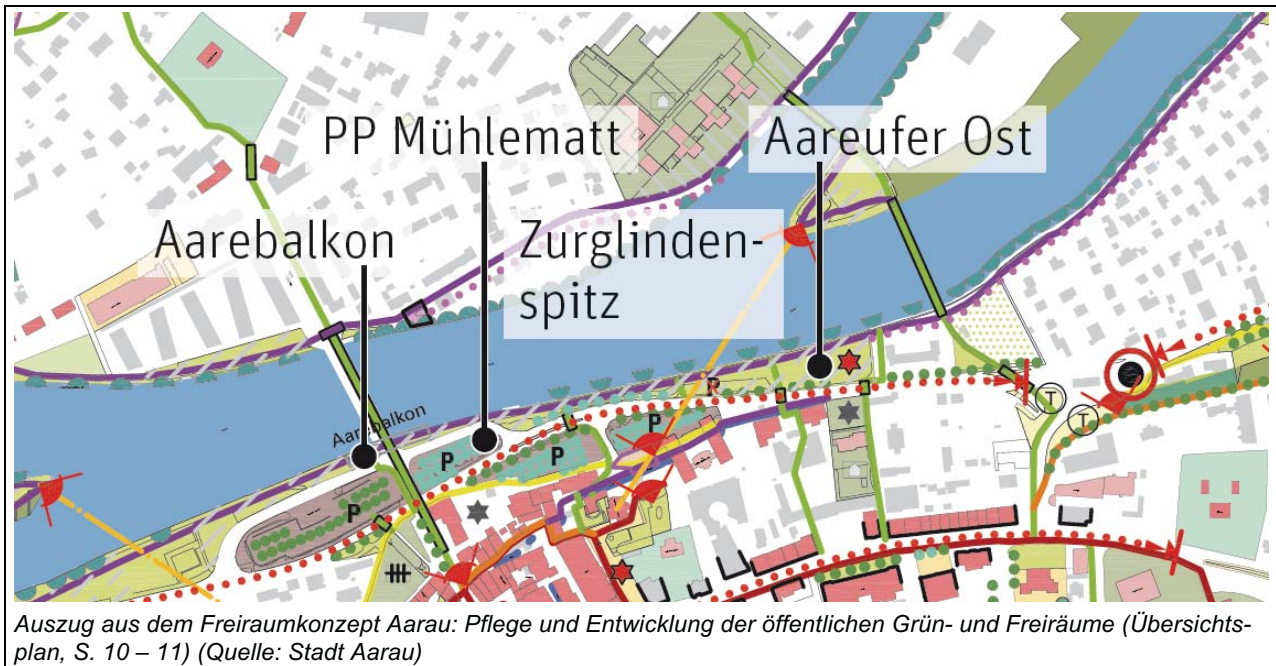 PP Mühlematt
Aareufer Ost
Aarebalkon
Zurglinden-
spitz
Aarebalkon
P
P
P
P
R
T
T
Auszug aus dem Freiraumkonzept Aarau: Pflege und Entwicklung der öffentlichen Grün- und Freiräume (Übersichts-
plan, S. 10 – 11) (Quelle: Stadt Aarau)